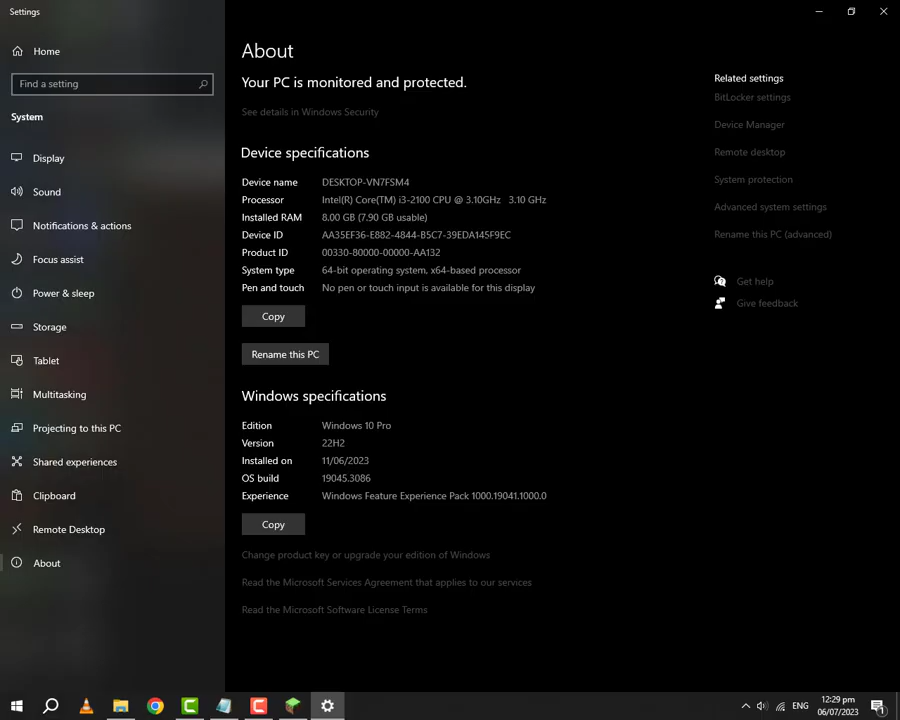 Settings
Home
Find a setting
System
Display
Sound
Notifications & actions
Focus assist
Power & sleep
Storage
Tablet
Multitasking
Projecting to this PC
Shared experiences
Clipboard
Remote Desktop
About
About
Your PC is monitored and protected.
See details in Windows Security
Device specifications
Device name DESKTOP-VN7FSM4
Processor Intel(R) Core(TM) i3-2100 CPU @ 3.10GHz 3.10 GHz
Installed RAM 8.00 GB (7.90 GB usable)
Device ID AA35EF36-E882-4844-B5C7-39EDA145F9EC
Product ID 00330-80000-00000-AA132
System type 64-bit operating system, x64-based processor
Pen and touch No pen or touch input is available for this display
Copy
Rename this PC
Windows specifications
Edition Windows 10 Pro
Version 22H2
Installed on 11/06/2023
OS build 19045.3086
Experience Windows Feature Experience Pack 1000.19041.1000.0
Copy
Change product key or upgrade your edition of Windows
Read the Microsoft Services Agreement that applies to our services
Read the Microsoft Software License Terms
Related settings
BitLocker settings
Device Manager
Remote desktop
System protection
Advanced system settings
Rename this PC (advanced)
Get help
Give feedback
ENG
12:29 pm
06/07/2023
1